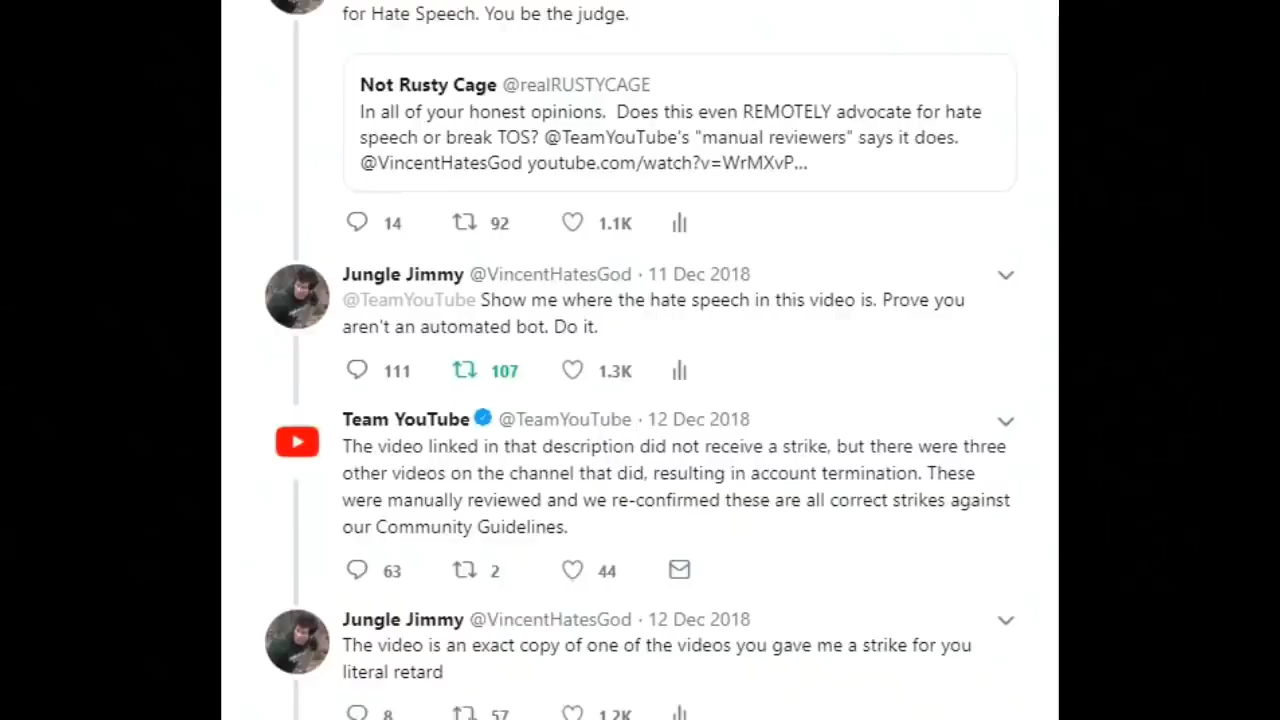 for Hate Speech. You be the judge.
Not Rusty Cage @realRUSTYCAGE
In all of your honest opinions.  Does this even REMOTELY advocate for hate
speech or break TOS? @TeamYouTube's "manual reviewers" says it does.
@VincentHatesGod youtube.com/watch?v=WrMXvP...
14 92 1.1K
Jungle Jimmy @VincentHatesGod · 11 Dec 2018
@TeamYouTube Show me where the hate speech in this video is. Prove you
aren't an automated bot. Do it.
111 107 1.3K
Team YouTube @TeamYouTube · 12 Dec 2018
The video linked in that description did not receive a strike, but there were three
other videos on the channel that did, resulting in account termination. These
were manually reviewed and we re-confirmed these are all correct strikes against
our Community Guidelines.
63 2 44
Jungle Jimmy @VincentHatesGod · 12 Dec 2018
The video is an exact copy of one of the videos you gave me a strike for you
literal retard
8 57 1.2K